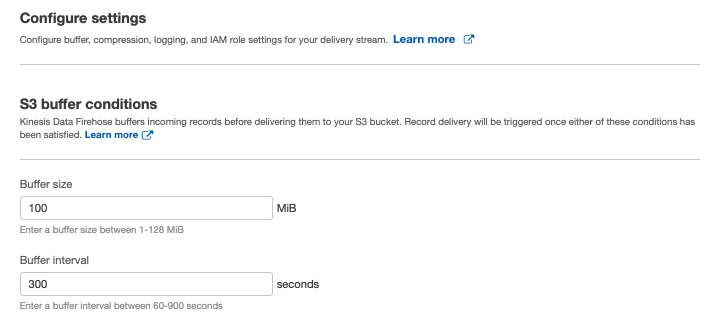 Configure settings
Configure buffer, compression, logging, and IAM role settings for your delivery stream. Learn more
S3 buffer conditions
Kinesis Data Firehose buffers incoming records before delivering them to your S3 bucket. Record delivery will be triggered once either of these conditions has
been satisfied. Learn more
Buffer size
100 MiB
Enter a buffer size between 1-128 MiB
Buffer interval
300 seconds
Enter a buffer interval between 60-900 seconds